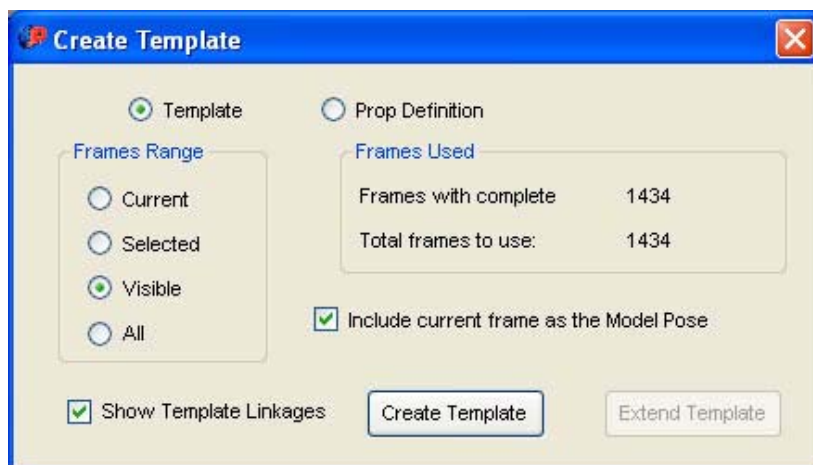 Create Template
Template Prop Definition
Frames Range
Current
Selected
Visible
All
Frames Used
Frames with complete 1434
Total frames to use: 1434
Include current frame as the Model Pose
Show Template Linkages Create Template Extend Template